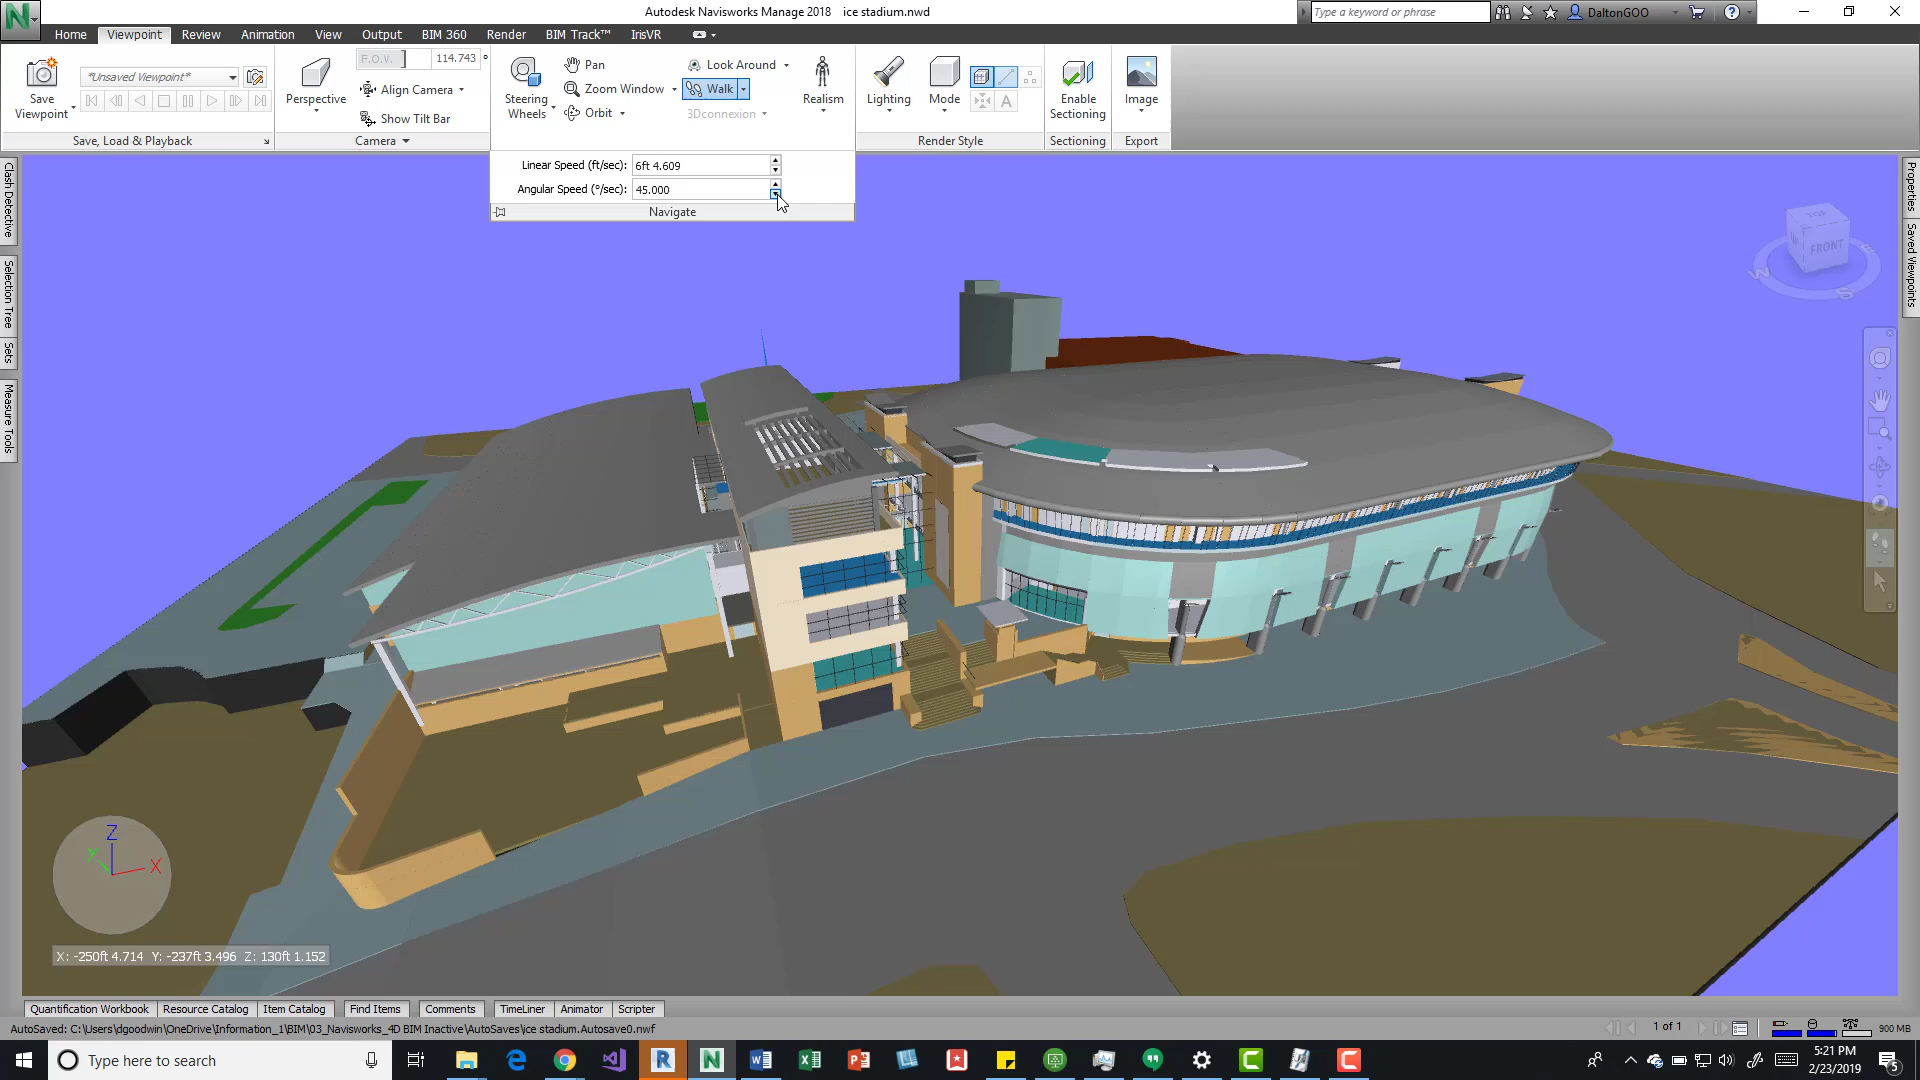 Autodesk Navisworks Manage 2018 ice stadium.nwd
Type a keyword or phrase
DaltonGOO
Home Viewpoint Review Animation View Output BIM 360 Render BIM Track™ IrisVR
Save Viewpoint
*Unsaved Viewpoint*
Save, Load & Playback
Perspective
F.O.V. 114.743 °
Align Camera
Show Tilt Bar
Camera
Steering Wheels
Pan
Zoom Window
Orbit
Look Around
Walk
3Dconnexion
Realism
Linear Speed (ft/sec): 6ft 4.609
Angular Speed (°/sec): 45.000
Navigate
Lighting
Mode
A
Render Style
Enable Sectioning
Sectioning
Image
Export
Clash Detective
Selection Tree
Sets
Measure Tools
Properties
Saved Viewpoints
TOP
FRONT
W
S
Z
Y
X
X: -250ft 4.714 Y: -237ft 3.496 Z: 130ft 1.152
Quantification Workbook Resource Catalog Item Catalog Find Items Comments TimeLiner Animator Scripter
AutoSaved: C:\Users\dgoodwin\OneDrive\Information_1\BIM\03_Navisworks_4D BIM Inactive\AutoSaves\ice stadium.Autosave0.nwf
1 of 1
900 MB
Type here to search
5:21 PM
2/23/2019
5